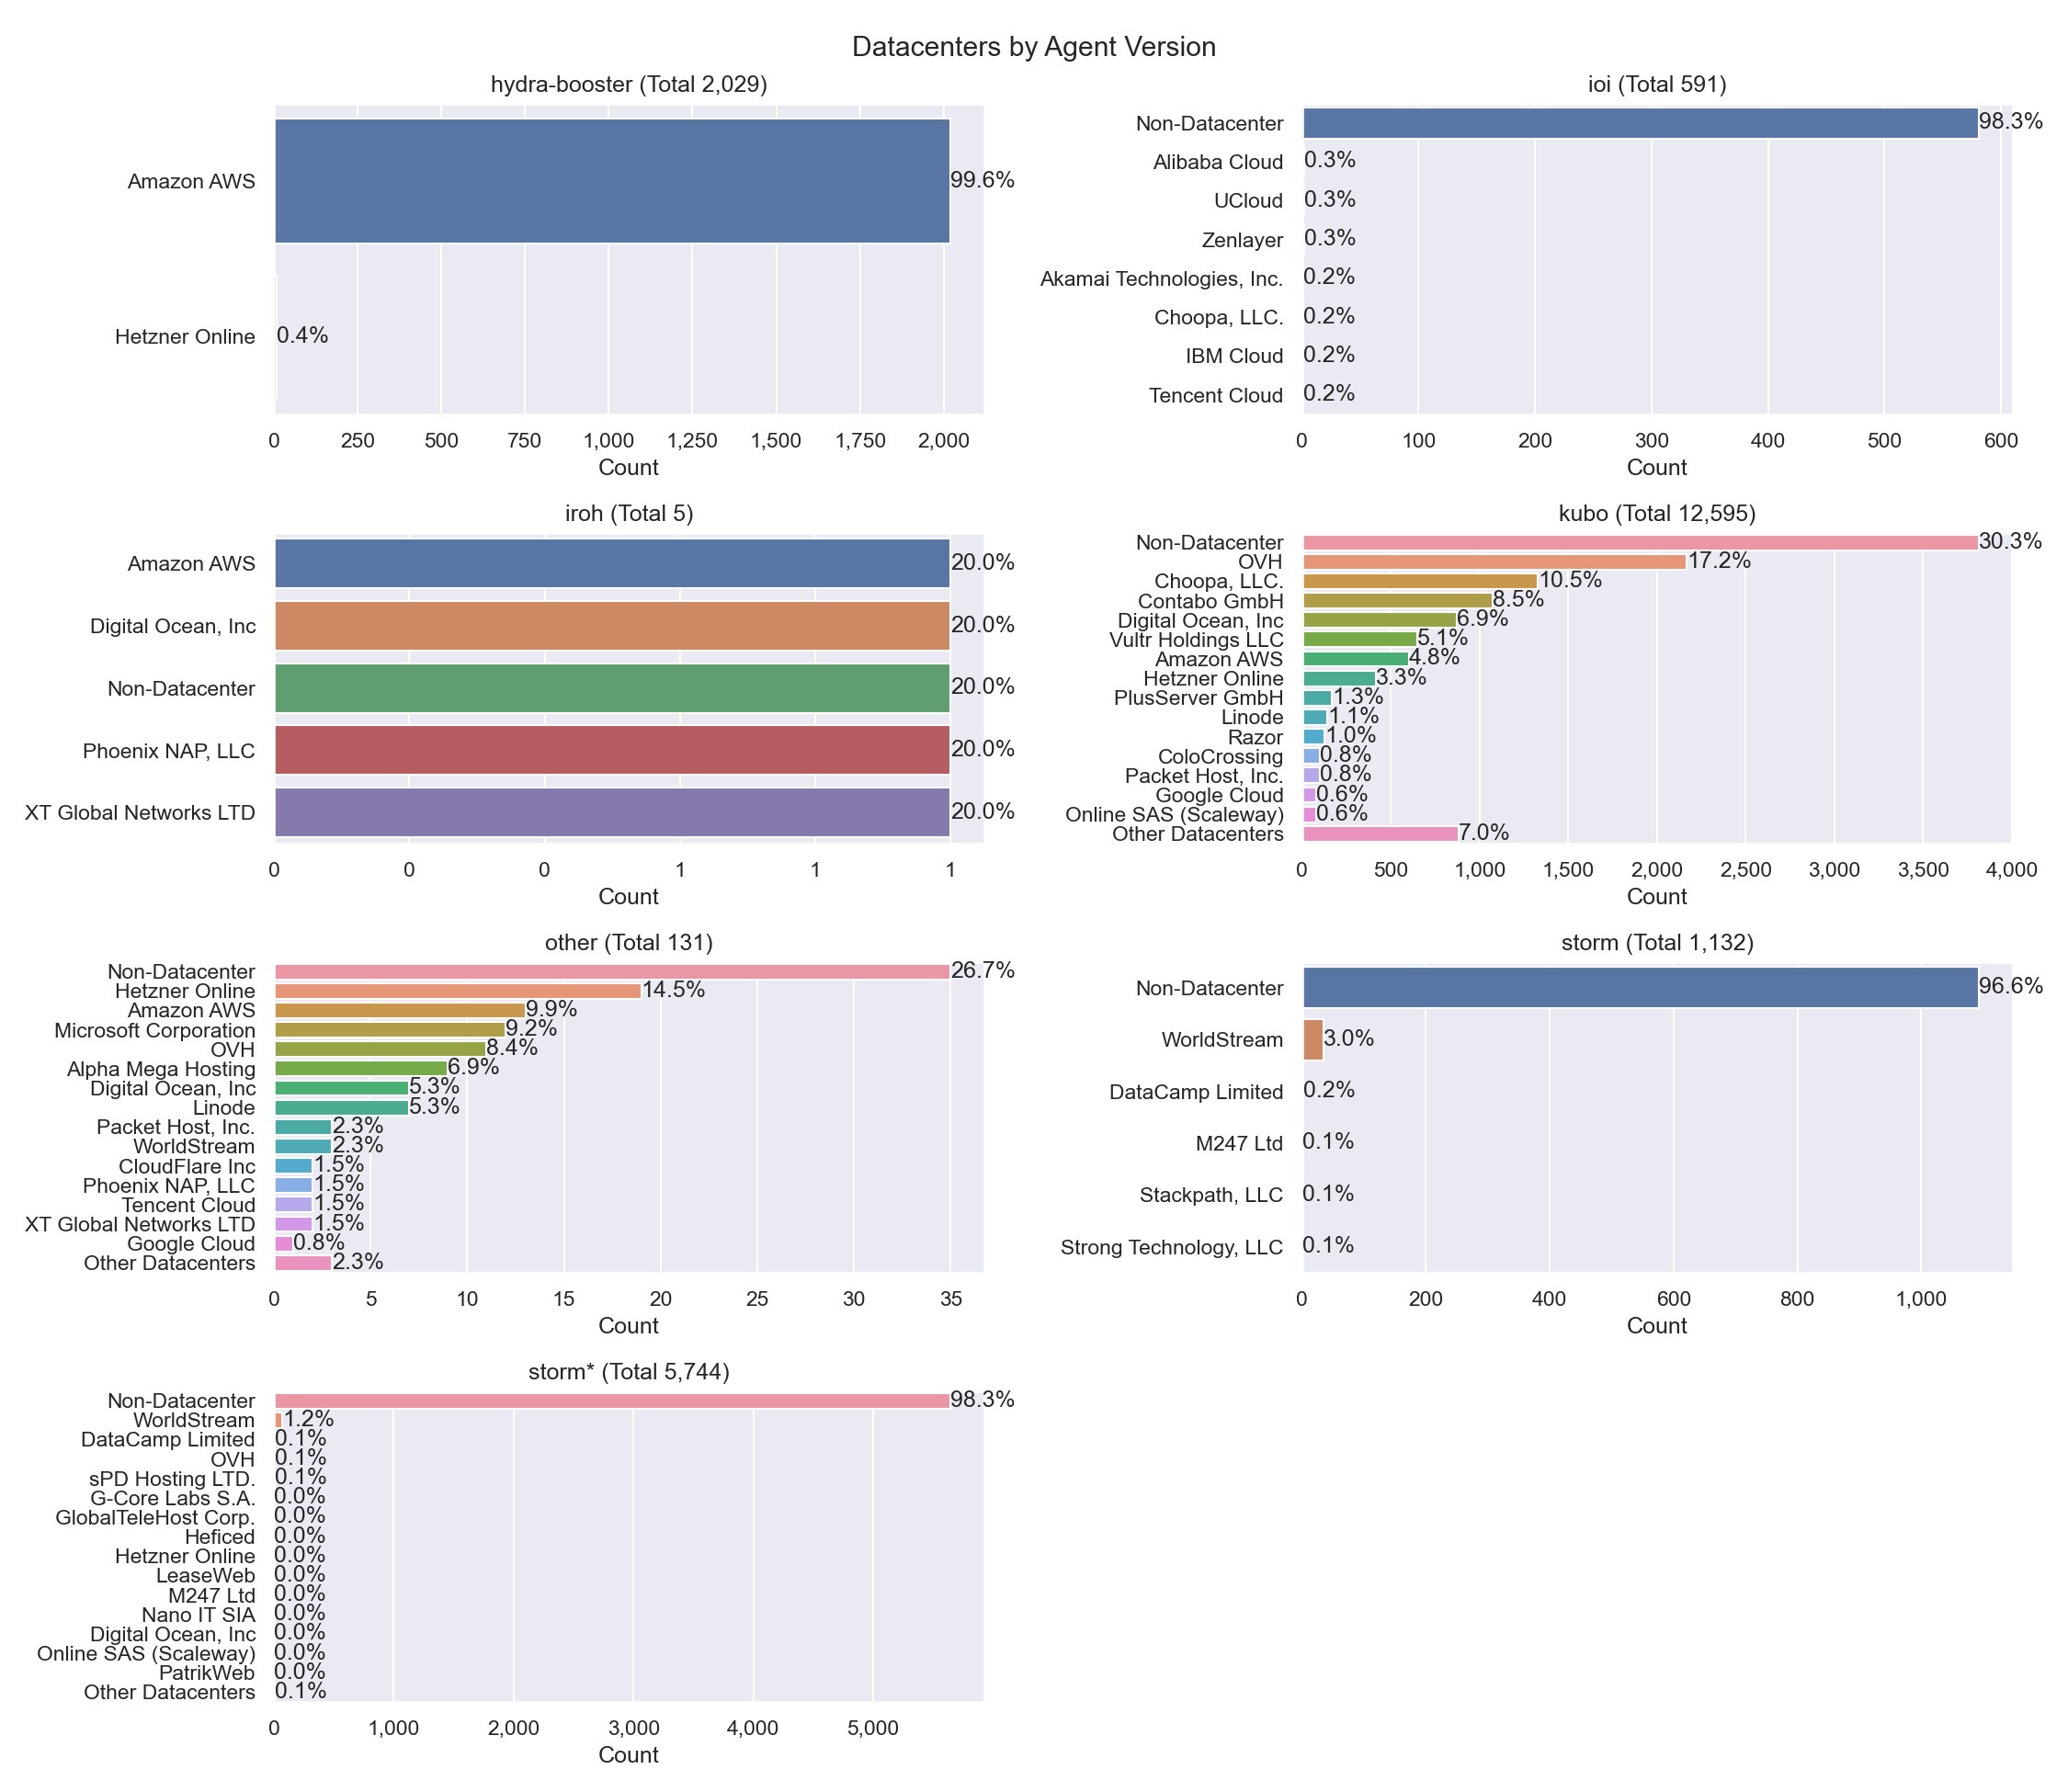 Datacenters by Agent Version
hydra-booster (Total 2,029)
Amazon AWS 99.6%
Hetzner Online 0.4%
0 250 500 750 1,000 1,250 1,500 1,750 2,000
Count
ioi (Total 591)
Non-Datacenter 98.3%
Alibaba Cloud 0.3%
UCloud 0.3%
Zenlayer 0.3%
Akamai Technologies, Inc. 0.2%
Choopa, LLC. 0.2%
IBM Cloud 0.2%
Tencent Cloud 0.2%
0 100 200 300 400 500 600
Count
iroh (Total 5)
Amazon AWS 20.0%
Digital Ocean, Inc 20.0%
Non-Datacenter 20.0%
Phoenix NAP, LLC 20.0%
XT Global Networks LTD 20.0%
0 0 0 1 1 1
Count
kubo (Total 12,595)
Non-Datacenter 30.3%
OVH 17.2%
Choopa, LLC. 10.5%
Contabo GmbH 8.5%
Digital Ocean, Inc 6.9%
Vultr Holdings LLC 5.1%
Amazon AWS 4.8%
Hetzner Online 3.3%
PlusServer GmbH 1.3%
Linode 1.1%
Razor 1.0%
ColoCrossing 0.8%
Packet Host, Inc. 0.8%
Google Cloud 0.6%
Online SAS (Scaleway) 0.6%
Other Datacenters 7.0%
0 500 1,000 1,500 2,000 2,500 3,000 3,500 4,000
Count
other (Total 131)
Non-Datacenter 26.7%
Hetzner Online 14.5%
Amazon AWS 9.9%
Microsoft Corporation 9.2%
OVH 8.4%
Alpha Mega Hosting 6.9%
Digital Ocean, Inc 5.3%
Linode 5.3%
Packet Host, Inc. 2.3%
WorldStream 2.3%
CloudFlare Inc 1.5%
Phoenix NAP, LLC 1.5%
Tencent Cloud 1.5%
XT Global Networks LTD 1.5%
Google Cloud 0.8%
Other Datacenters 2.3%
0 5 10 15 20 25 30 35
Count
storm (Total 1,132)
Non-Datacenter 96.6%
WorldStream 3.0%
DataCamp Limited 0.2%
M247 Ltd 0.1%
Stackpath, LLC 0.1%
Strong Technology, LLC 0.1%
0 200 400 600 800 1,000
Count
storm* (Total 5,744)
Non-Datacenter 98.3%
WorldStream 1.2%
DataCamp Limited 0.1%
OVH 0.1%
sPD Hosting LTD. 0.1%
G-Core Labs S.A. 0.0%
GlobalTeleHost Corp. 0.0%
Heficed 0.0%
Hetzner Online 0.0%
LeaseWeb 0.0%
M247 Ltd 0.0%
Nano IT SIA 0.0%
Digital Ocean, Inc 0.0%
Online SAS (Scaleway) 0.0%
PatrikWeb 0.0%
Other Datacenters 0.1%
0 1,000 2,000 3,000 4,000 5,000
Count